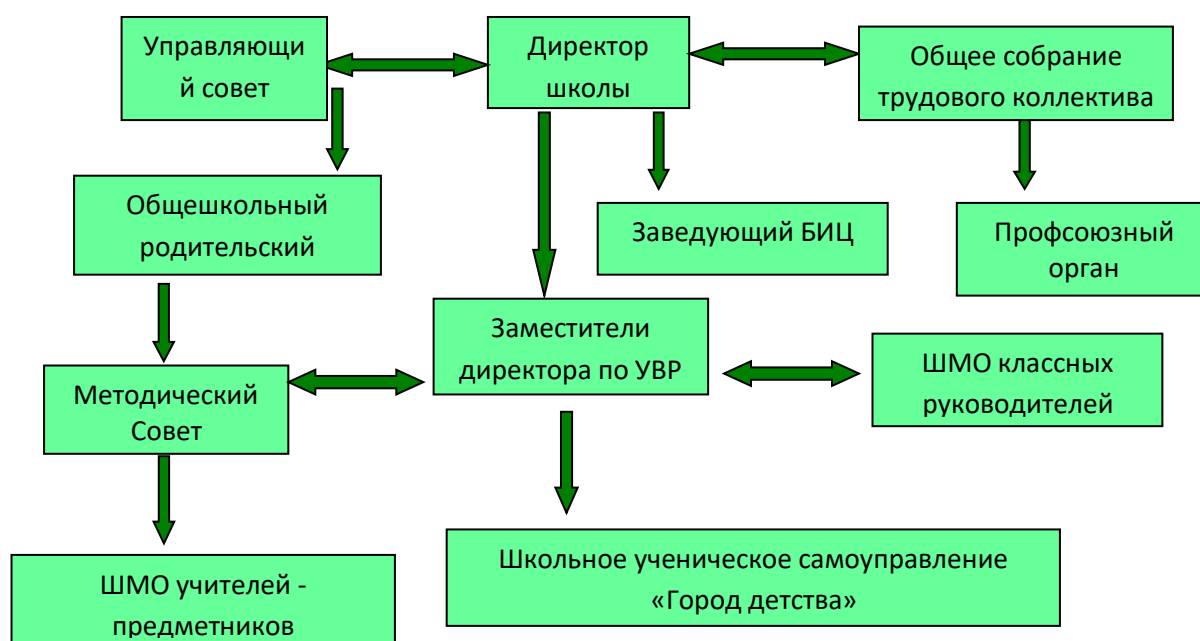 Управляющи
й совет
Директор
школы
Общее собрание
трудового коллектива
Общешкольный
родительский
Заведующий БИЦ
Профсоюзный
орган
Заместители
директора по УВР
ШМО классных
руководителей
Методический
Совет
Школьное ученическое самоуправление
«Город детства»
ШМО учителей -
предметников